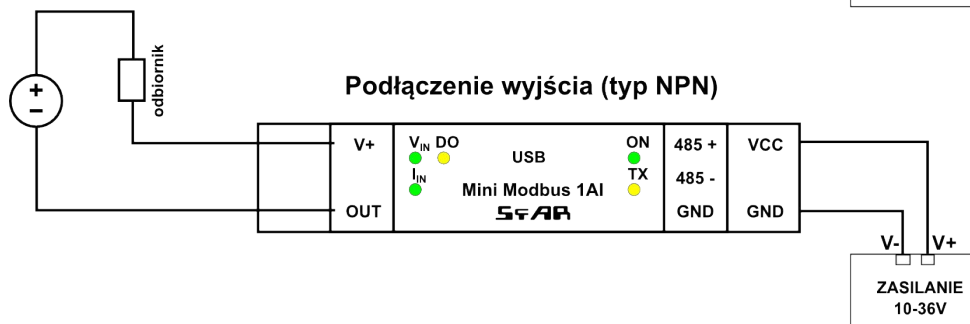 Podłączenie wyjścia (typ NPN)
+
−
odbiornik
V+
OUT
VIN DO
IIN
USB
Mini Modbus 1AI
STAR
ON
TX
485 +
485 -
GND
VCC
GND
V- V+
ZASILANIE
10-36V